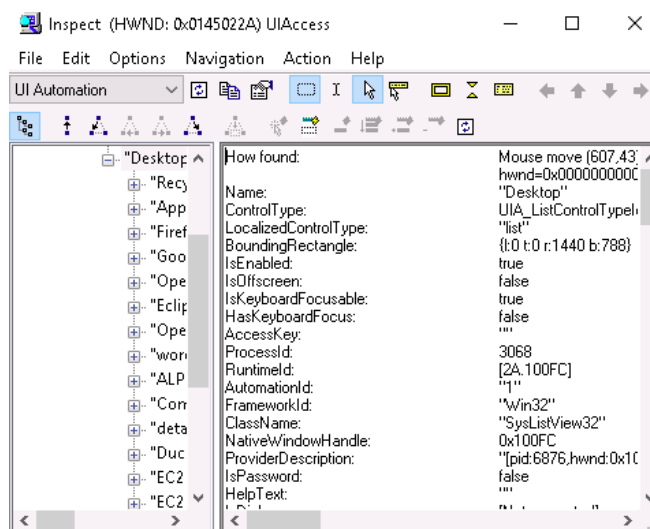 Inspect (HWND: 0x0145022A) UIAccess
File Edit Options Navigation Action Help
UI Automation
"Desktop
"Recy
"App
"Firef
"Goo
"Ope
"Eclip
"Ope
"wor
"ALP
"Com
"deta
"Duc
"EC2
"EC2
How found: Mouse move (607,43)
hwnd=0x0000000000
Name: "Desktop"
ControlType: UIA_ListControlTypeI
LocalizedControlType: "list"
BoundingRectangle: {l:0 t:0 r:1440 b:788}
IsEnabled: true
IsOffscreen: false
IsKeyboardFocusable: true
HasKeyboardFocus: false
AccessKey: ""
ProcessId: 3068
RuntimeId: [2A.100FC]
AutomationId: "1"
FrameworkId: "Win32"
ClassName: "SysListView32"
NativeWindowHandle: 0x100FC
ProviderDescription: "[pid:6876,hwnd:0x10
IsPassword: false
HelpText: ""